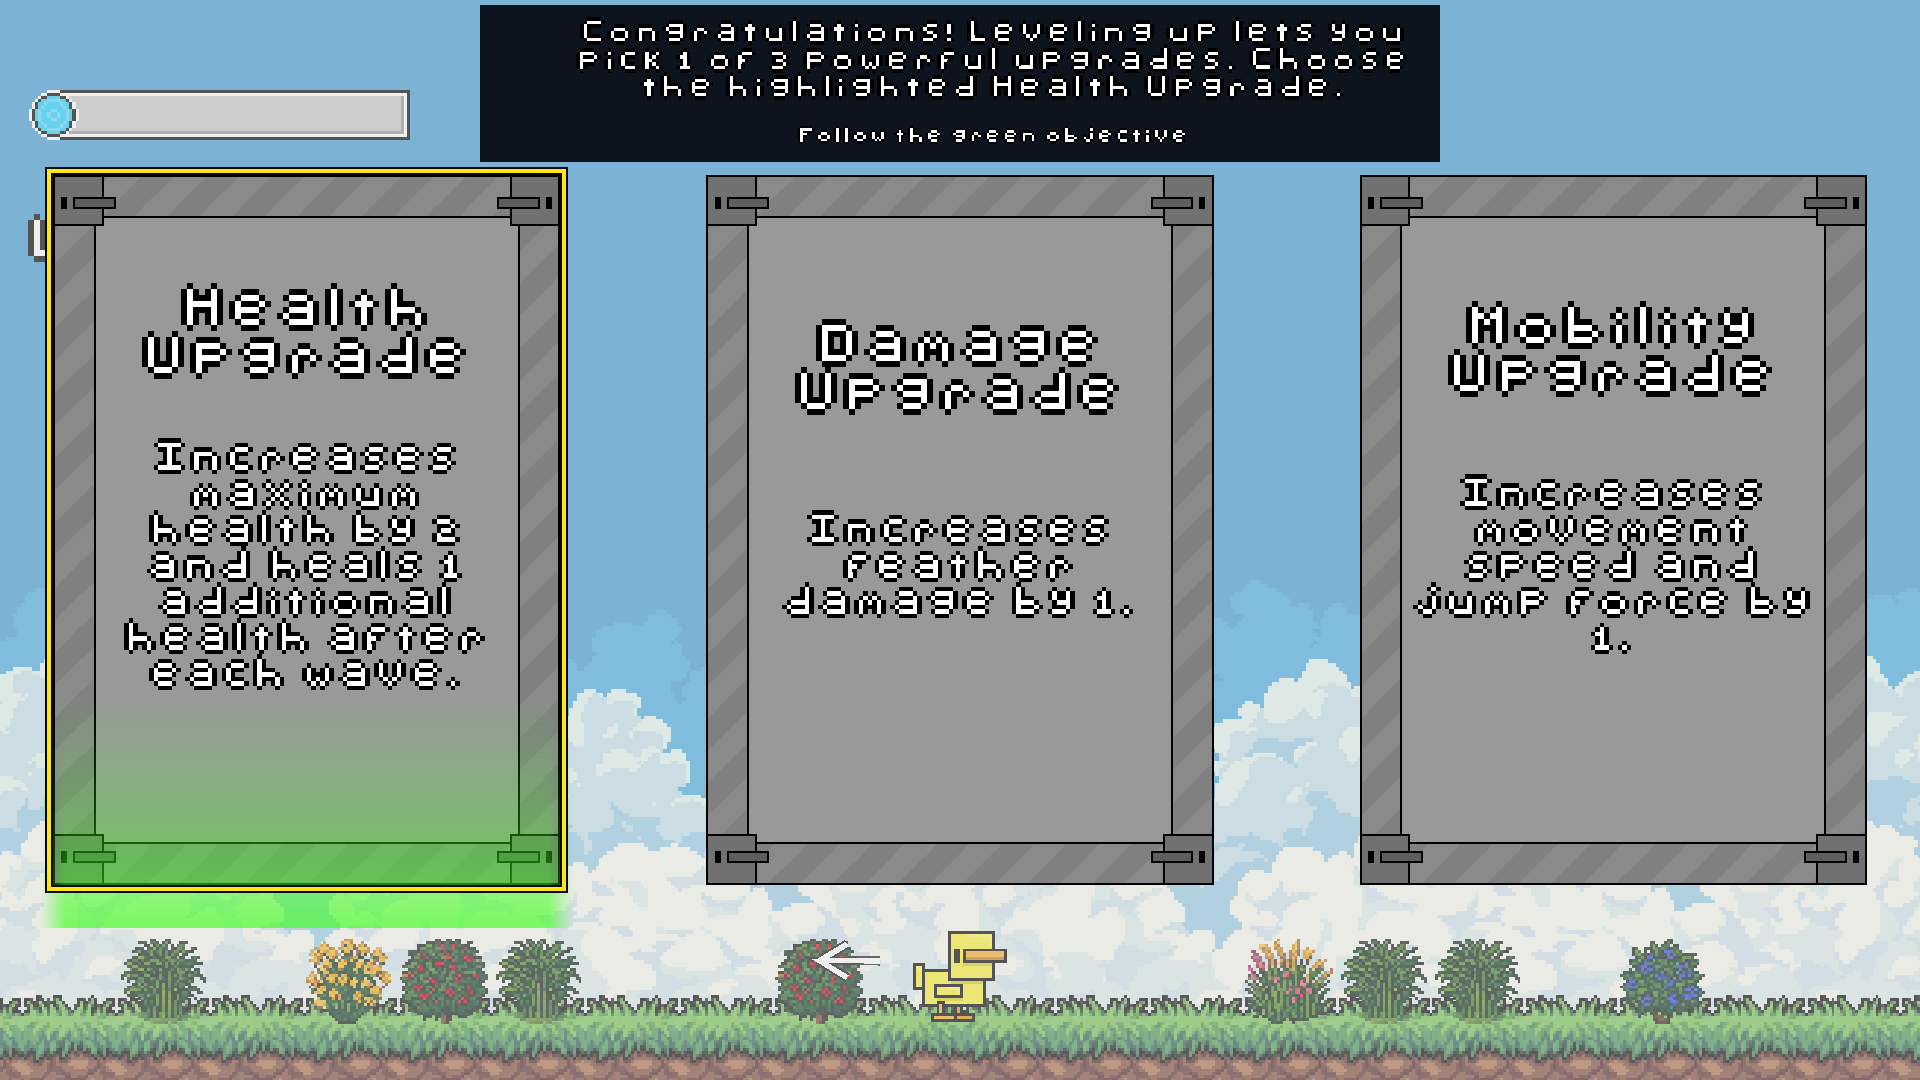 Congratulations! Leveling up lets you
pick 1 of 3 powerful upgrades. Choose
the highlighted Health Upgrade.
Follow the green objective
Health
Upgrade
Increases
maximum
health by 2
and heals 1
additional
health after
each wave.
Damage
Upgrade
Increases
feather
damage by 1.
Mobility
Upgrade
Increases
movement
speed and
jump force by
1.